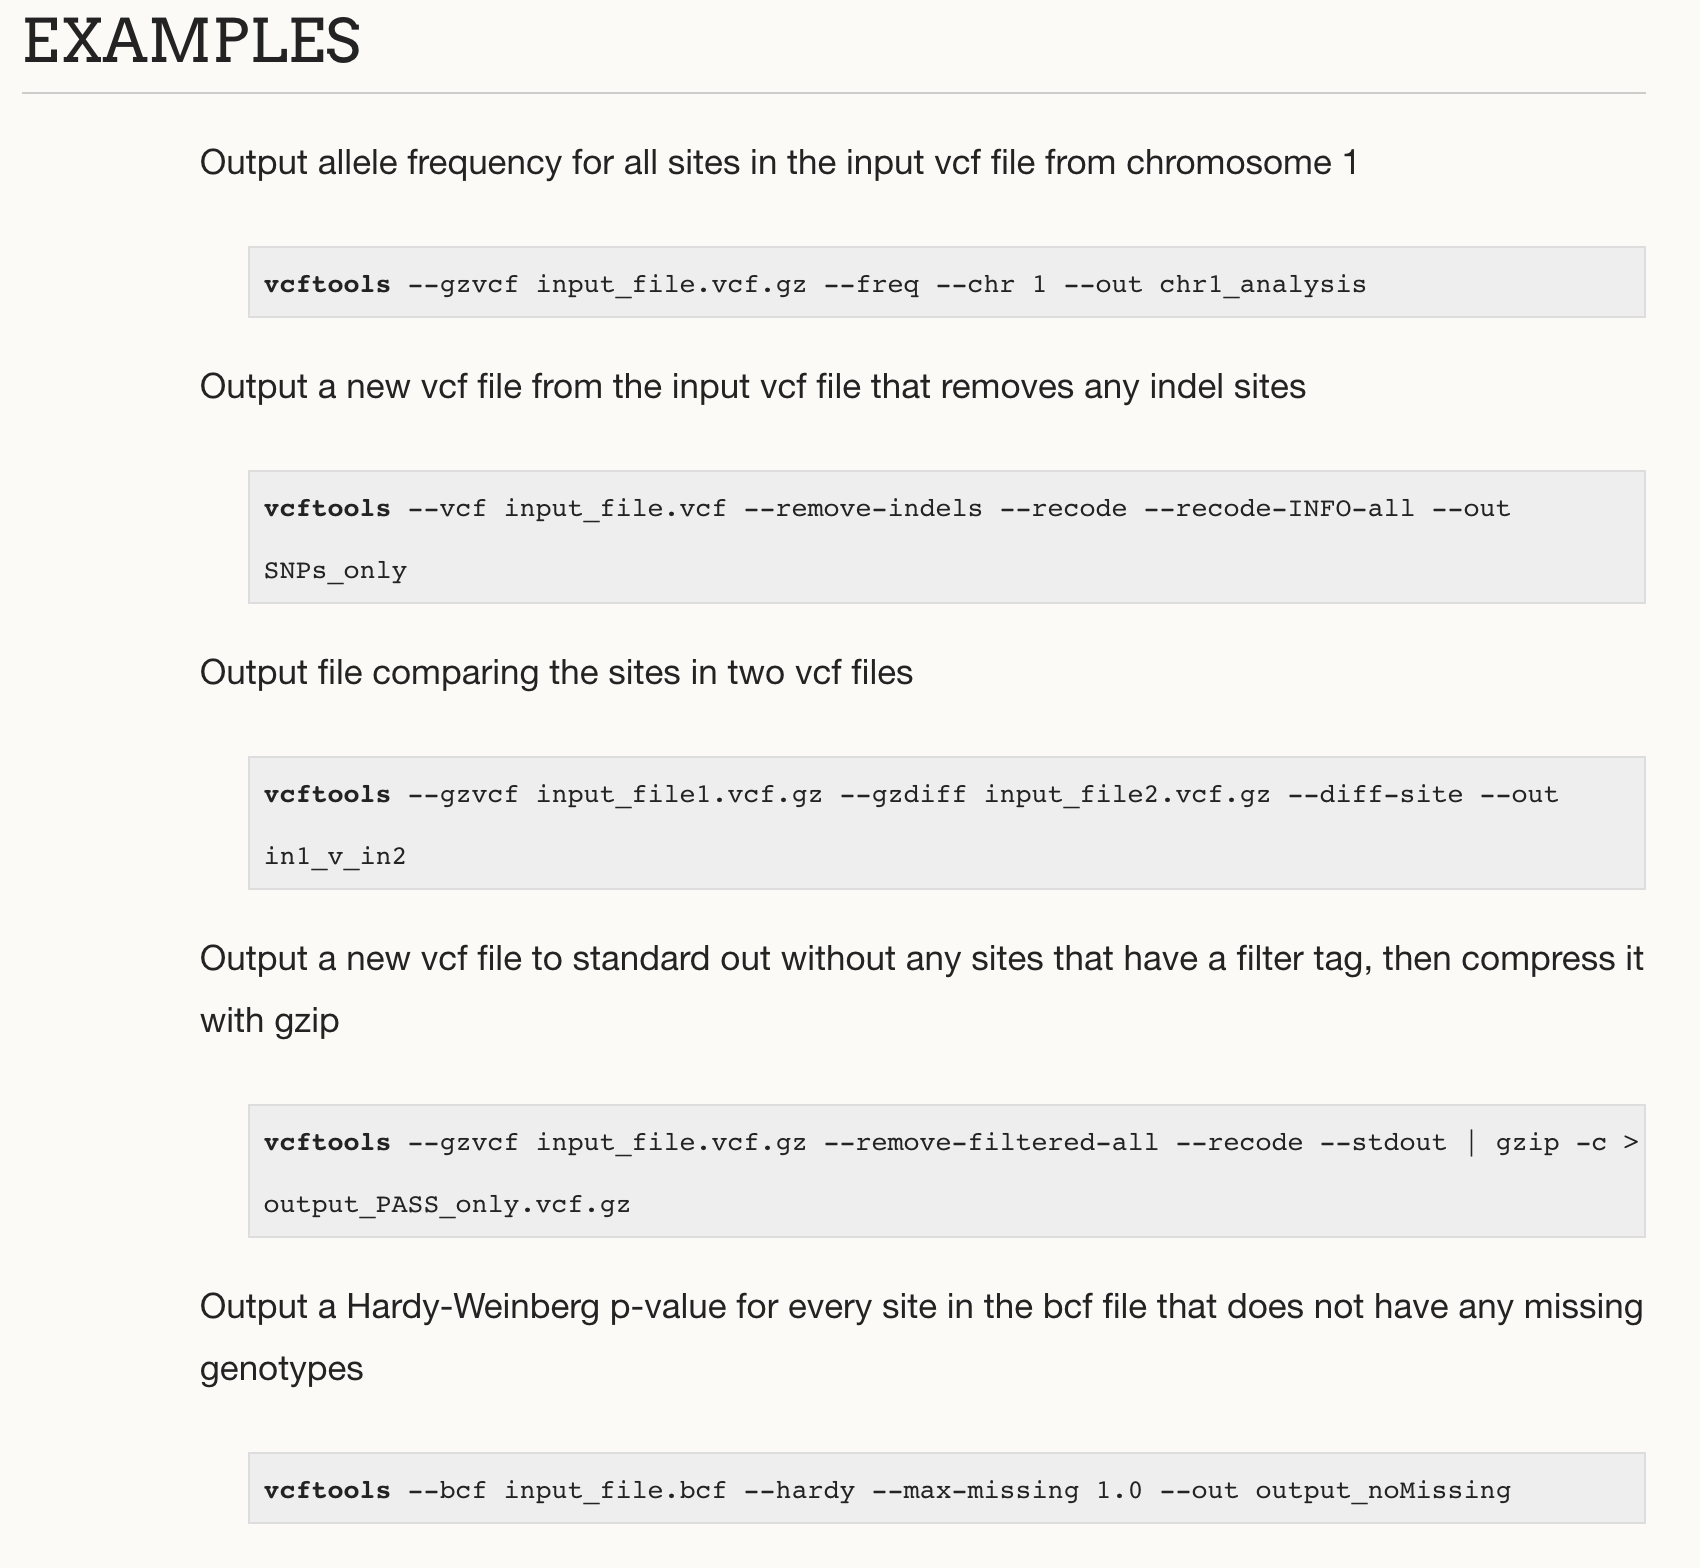 EXAMPLES
Output allele frequency for all sites in the input vcf file from chromosome 1
vcftools --gzvcf input_file.vcf.gz --freq --chr 1 --out chr1_analysis
Output a new vcf file from the input vcf file that removes any indel sites
vcftools --vcf input_file.vcf --remove-indels --recode --recode-INFO-all --out
SNPs_only
Output file comparing the sites in two vcf files
vcftools --gzvcf input_file1.vcf.gz --gzdiff input_file2.vcf.gz --diff-site --out
in1_v_in2
Output a new vcf file to standard out without any sites that have a filter tag, then compress it
with gzip
vcftools --gzvcf input_file.vcf.gz --remove-filtered-all --recode --stdout | gzip -c >
output_PASS_only.vcf.gz
Output a Hardy-Weinberg p-value for every site in the bcf file that does not have any missing
genotypes
vcftools --bcf input_file.bcf --hardy --max-missing 1.0 --out output_noMissing